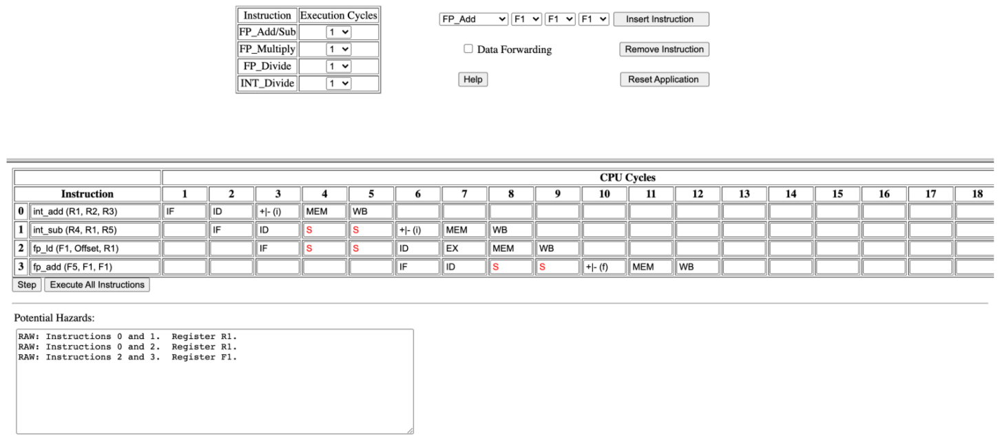 Instruction Execution Cycles
FP_Add/Sub 1
FP_Multiply 1
FP_Divide 1
INT_Divide 1
FP_Add F1 F1 F1 Insert Instruction
Data Forwarding Remove Instruction
Help Reset Application
CPU Cycles
Instruction 1 2 3 4 5 6 7 8 9 10 11 12 13 14 15 16 17 18
0 int_add (R1, R2, R3) IF ID +|- (i) MEM WB
1 int_sub (R4, R1, R5) IF ID S S +|- (i) MEM WB
2 fp_ld (F1, Offset, R1) IF S S ID EX MEM WB
3 fp_add (F5, F1, F1) IF ID S S +|- (f) MEM WB
Step Execute All Instructions
Potential Hazards:
RAW: Instructions 0 and 1. Register R1.
RAW: Instructions 0 and 2. Register R1.
RAW: Instructions 2 and 3. Register F1.